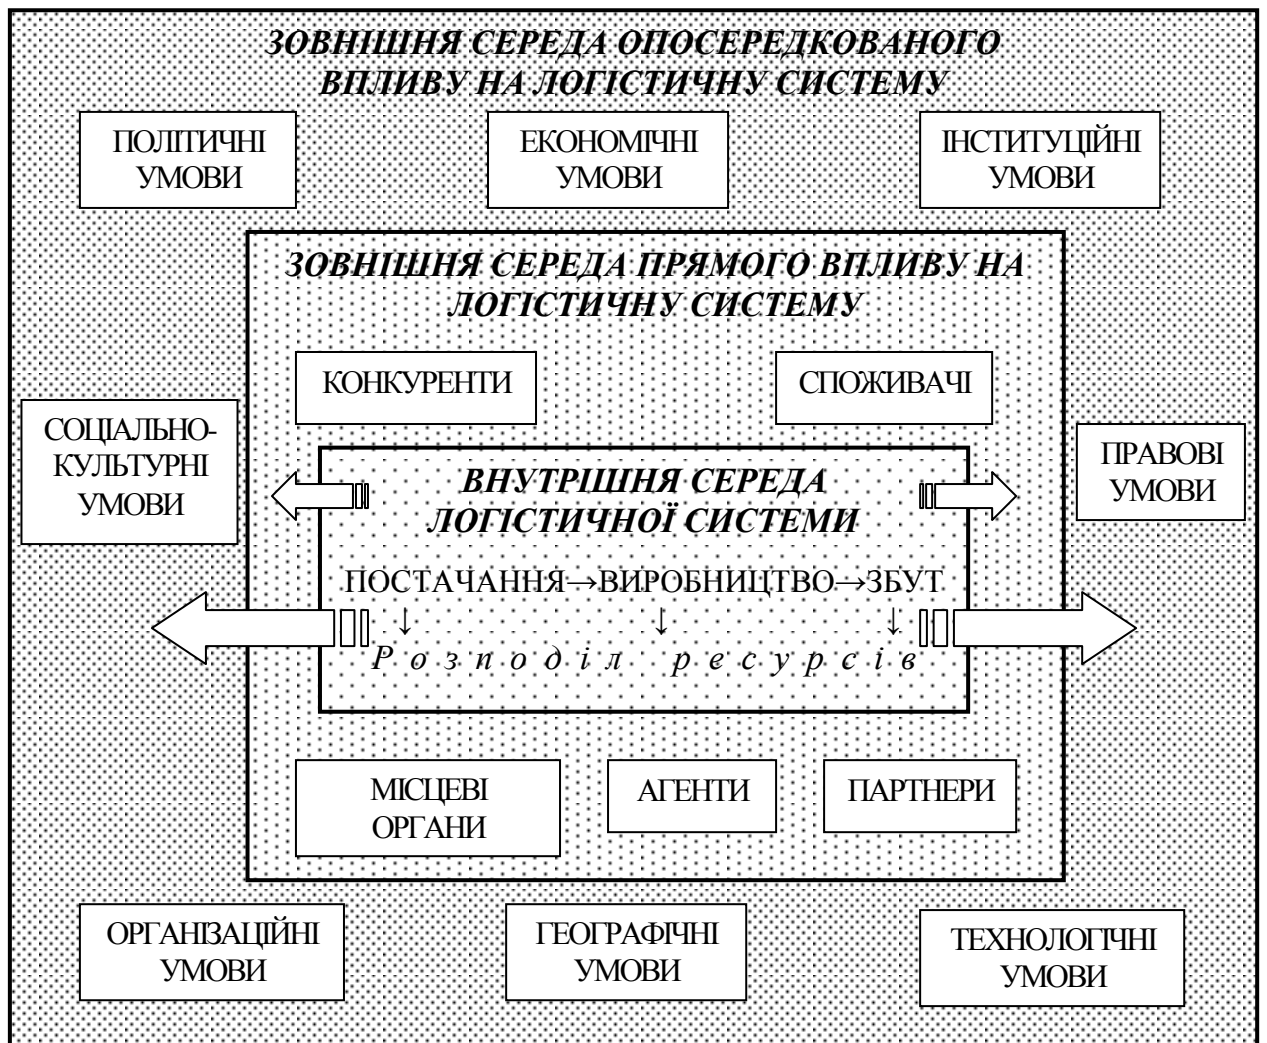 ЗОВНІШНЯ СЕРЕДА ОПОСЕРЕДКОВАНОГО
ВПЛИВУ НА ЛОГІСТИЧНУ СИСТЕМУ
ПОЛІТИЧНІ
УМОВИ
ЕКОНОМІЧНІ
УМОВИ
ІНСТИТУЦІЙНІ
УМОВИ
ЗОВНІШНЯ СЕРЕДА ПРЯМОГО ВПЛИВУ НА
ЛОГІСТИЧНУ СИСТЕМУ
КОНКУРЕНТИ
СПОЖИВАЧІ
СОЦІАЛЬНО-
КУЛЬТУРНІ
УМОВИ
ПРАВОВІ
УМОВИ
ВНУТРІШНЯ СЕРЕДА
ЛОГІСТИЧНОЇ СИСТЕМИ
ПОСТАЧАННЯ→ВИРОБНИЦТВО→ЗБУТ
↓ ↓ ↓
Розподіл ресурсів
МІСЦЕВІ
ОРГАНИ
АГЕНТИ
ПАРТНЕРИ
ОРГАНІЗАЦІЙНІ
УМОВИ
ГЕОГРАФІЧНІ
УМОВИ
ТЕХНОЛОГІЧНІ
УМОВИ